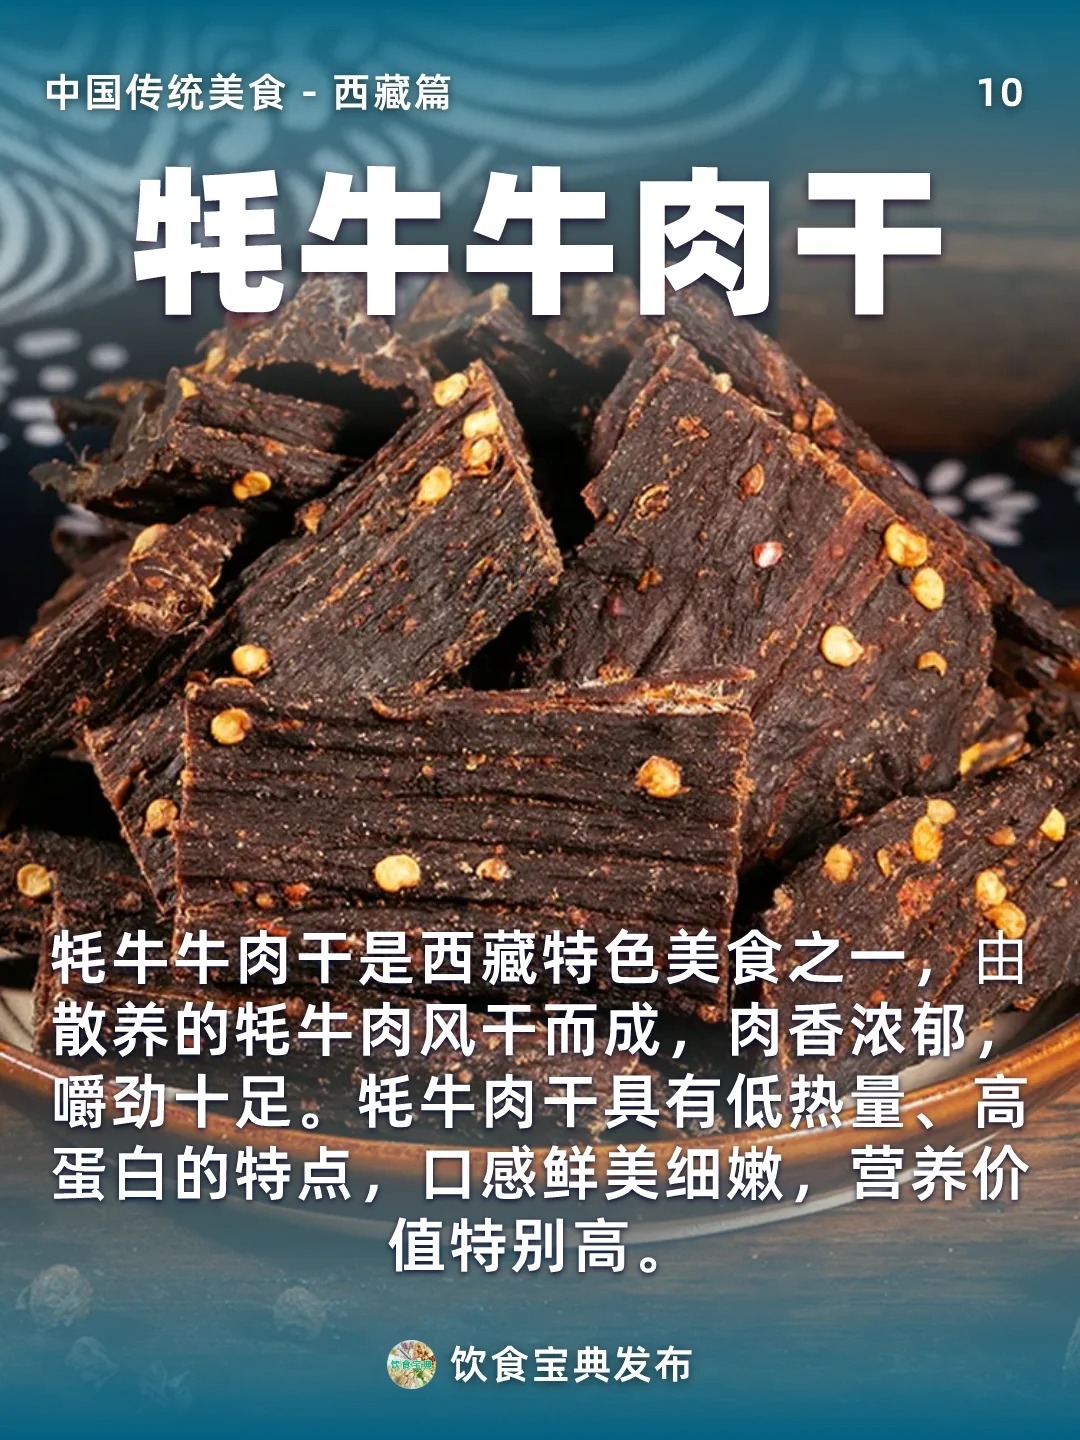 中国传统美食 - 西藏篇
10
牦牛牛肉干
牦牛牛肉干是西藏特色美食之一，由
散养的牦牛肉风干而成，肉香浓郁，
嚼劲十足。牦牛肉干具有低热量、高
蛋白的特点，口感鲜美细嫩，营养价
值特别高。
饮食宝典
饮食宝典发布